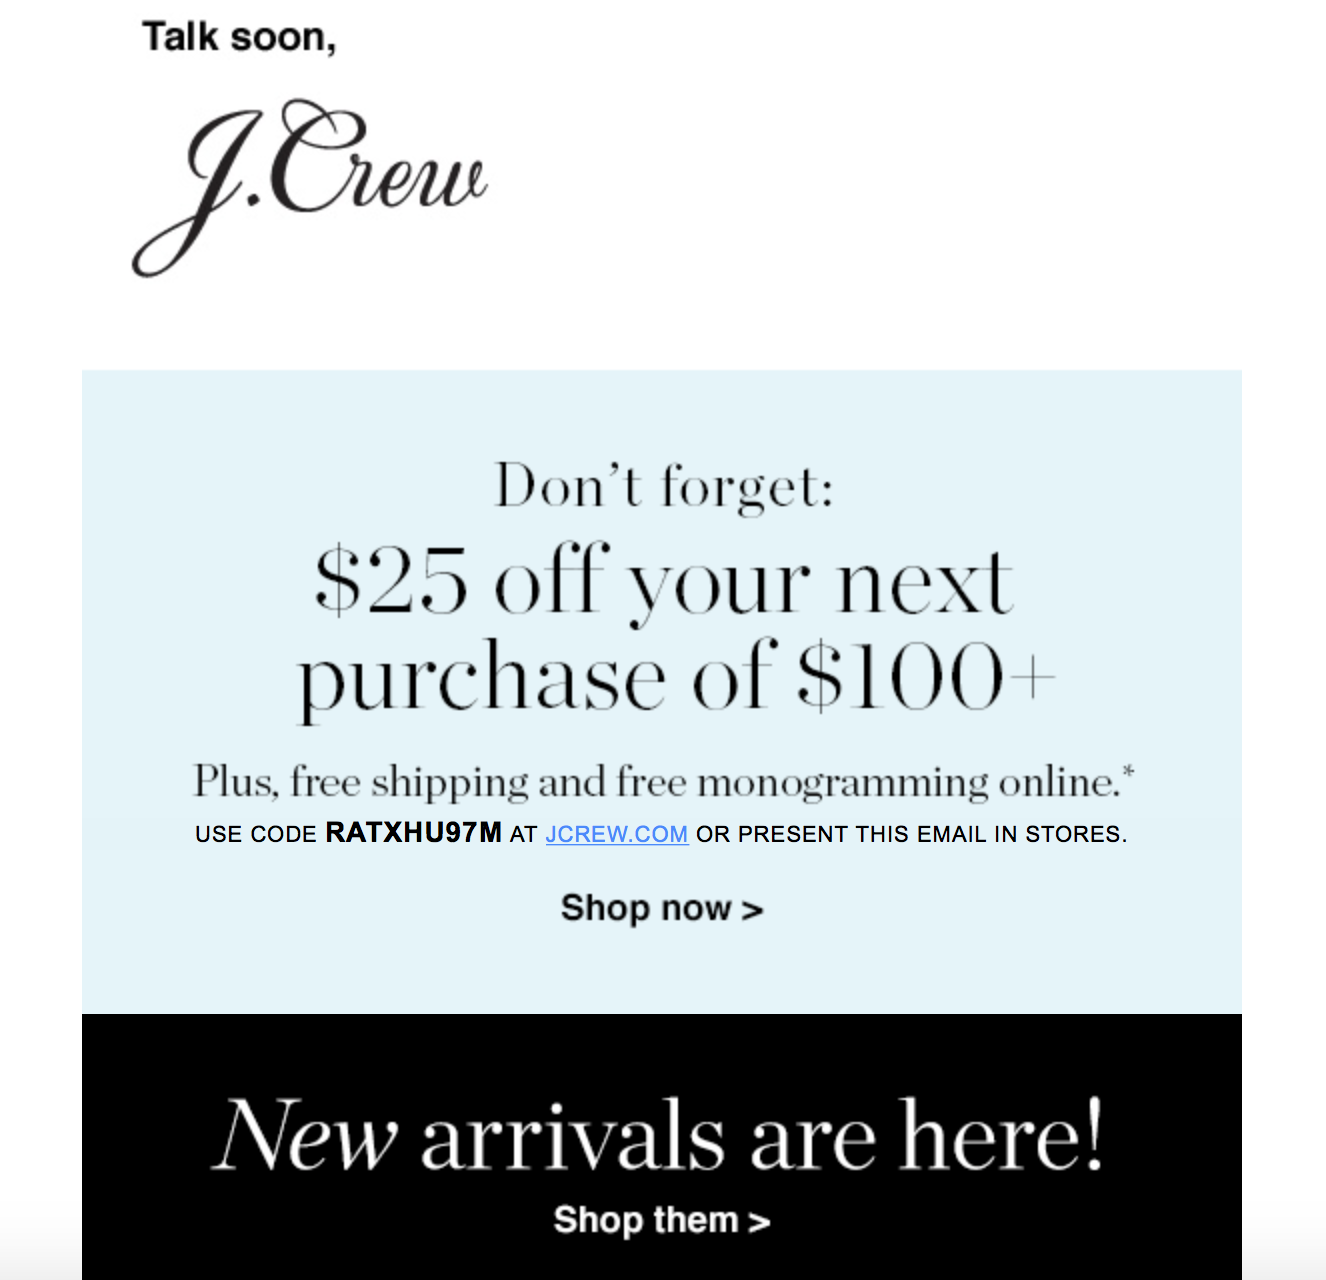 Talk soon,
J.Crew
Don’t forget:
$25 off your next
purchase of $100+
Plus, free shipping and free monogramming online.*
USE CODE RATXHU97M AT JCREW.COM OR PRESENT THIS EMAIL IN STORES.
Shop now >
New arrivals are here!
Shop them >